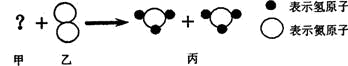 ? + → + 表示氢原子
表示氮原子
甲 乙 丙